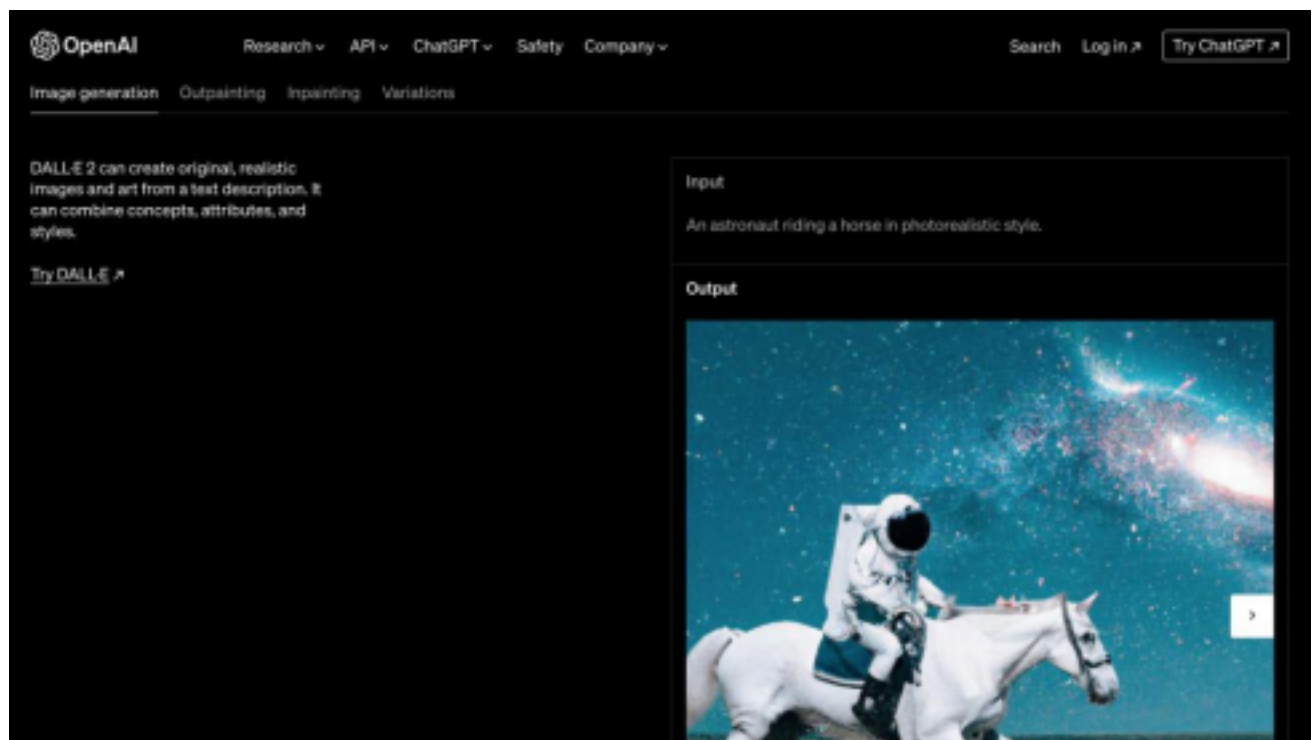 OpenAI
Research API ChatGPT Safety Company
Search Log in Try ChatGPT
Image generation Outpainting Inpainting Variations
DALL·E 2 can create original, realistic
images and art from a text description. It
can combine concepts, attributes, and
styles.
Try DALL·E
Input
An astronaut riding a horse in photorealistic style.
Output